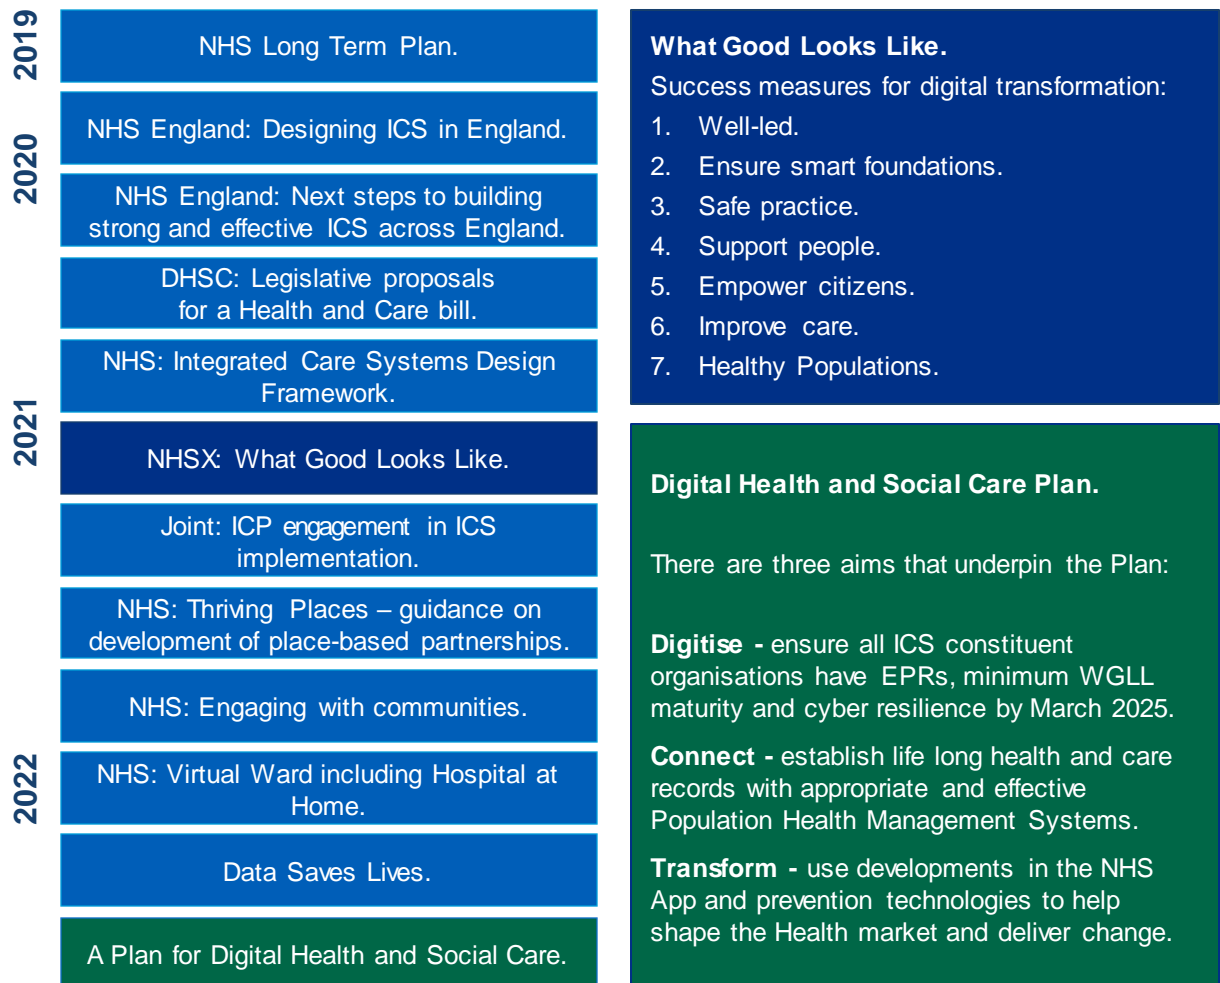 2019
NHS Long Term Plan.
2020
NHS England: Designing ICS in England.
NHS England: Next steps to building
strong and effective ICS across England.
DHSC: Legislative proposals
for a Health and Care bill.
2021
NHS: Integrated Care Systems Design
Framework.
NHSX: What Good Looks Like.
Joint: ICP engagement in ICS
implementation.
NHS: Thriving Places – guidance on
development of place-based partnerships.
NHS: Engaging with communities.
2022
NHS: Virtual Ward including Hospital at
Home.
Data Saves Lives.
A Plan for Digital Health and Social Care.
What Good Looks Like.
Success measures for digital transformation:
1. Well-led.
2. Ensure smart foundations.
3. Safe practice.
4. Support people.
5. Empower citizens.
6. Improve care.
7. Healthy Populations.
Digital Health and Social Care Plan.
There are three aims that underpin the Plan:
Digitise - ensure all ICS constituent
organisations have EPRs, minimum WGLL
maturity and cyber resilience by March 2025.
Connect - establish life long health and care
records with appropriate and effective
Population Health Management Systems.
Transform - use developments in the NHS
App and prevention technologies to help
shape the Health market and deliver change.